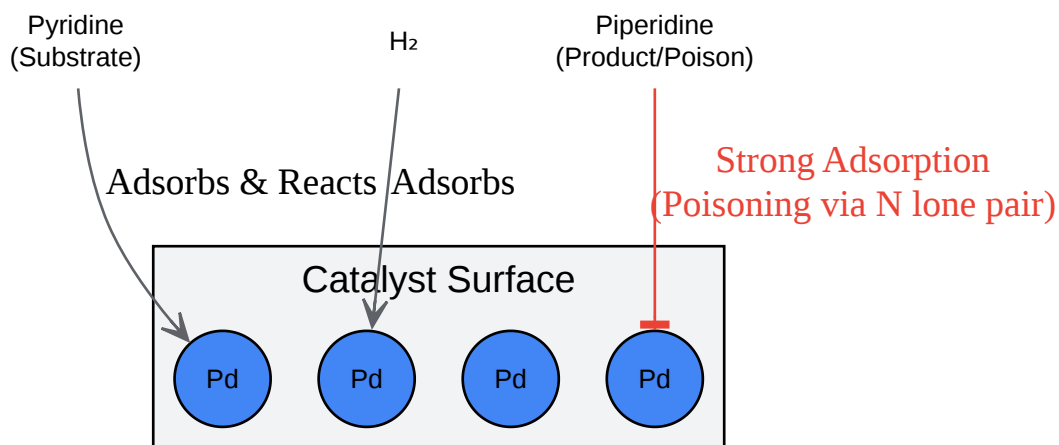 Pyridine
(Substrate)
H₂
Piperidine
(Product/Poison)
Adsorbs & Reacts
Adsorbs
Strong Adsorption
(Poisoning via N lone pair)
Catalyst Surface
Pd
Pd
Pd
Pd